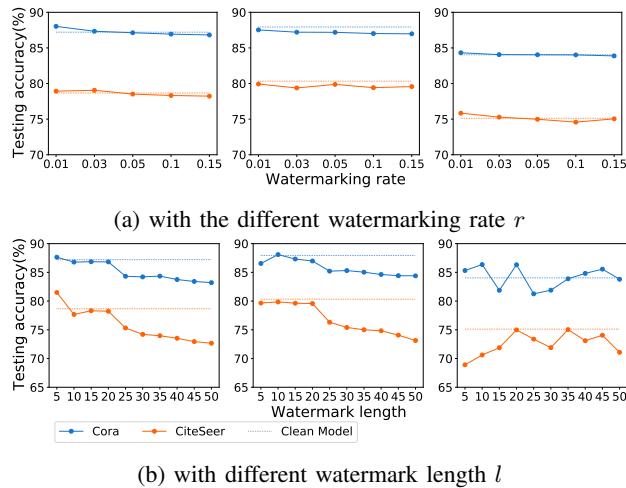 Testing accuracy(%)
90
85
80
75
70
0.01 0.03 0.05 0.1 0.15
90
85
80
75
70
0.01 0.03 0.05 0.1 0.15
90
85
80
75
70
0.01 0.03 0.05 0.1 0.15
Watermarking rate
(a) with the different watermarking rate r
Testing accuracy(%)
90
85
80
75
70
65
5 10 15 20 25 30 35 40 45 50
90
85
80
75
70
65
5 10 15 20 25 30 35 40 45 50
90
85
80
75
70
65
5 10 15 20 25 30 35 40 45 50
Watermark length
Cora CiteSeer Clean Model
(b) with different watermark length l